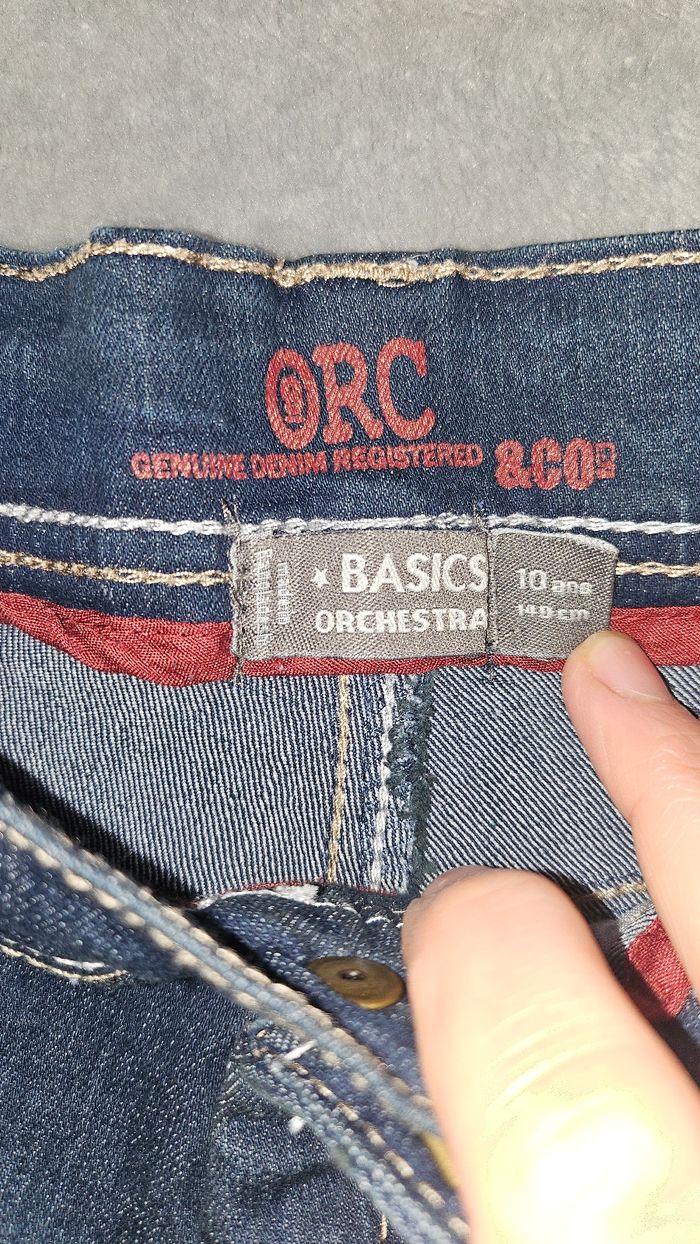 ORC
GENUINE DENIM REGISTERED &CO
BASICS
ORCHESTRA
10 ans
140 cm